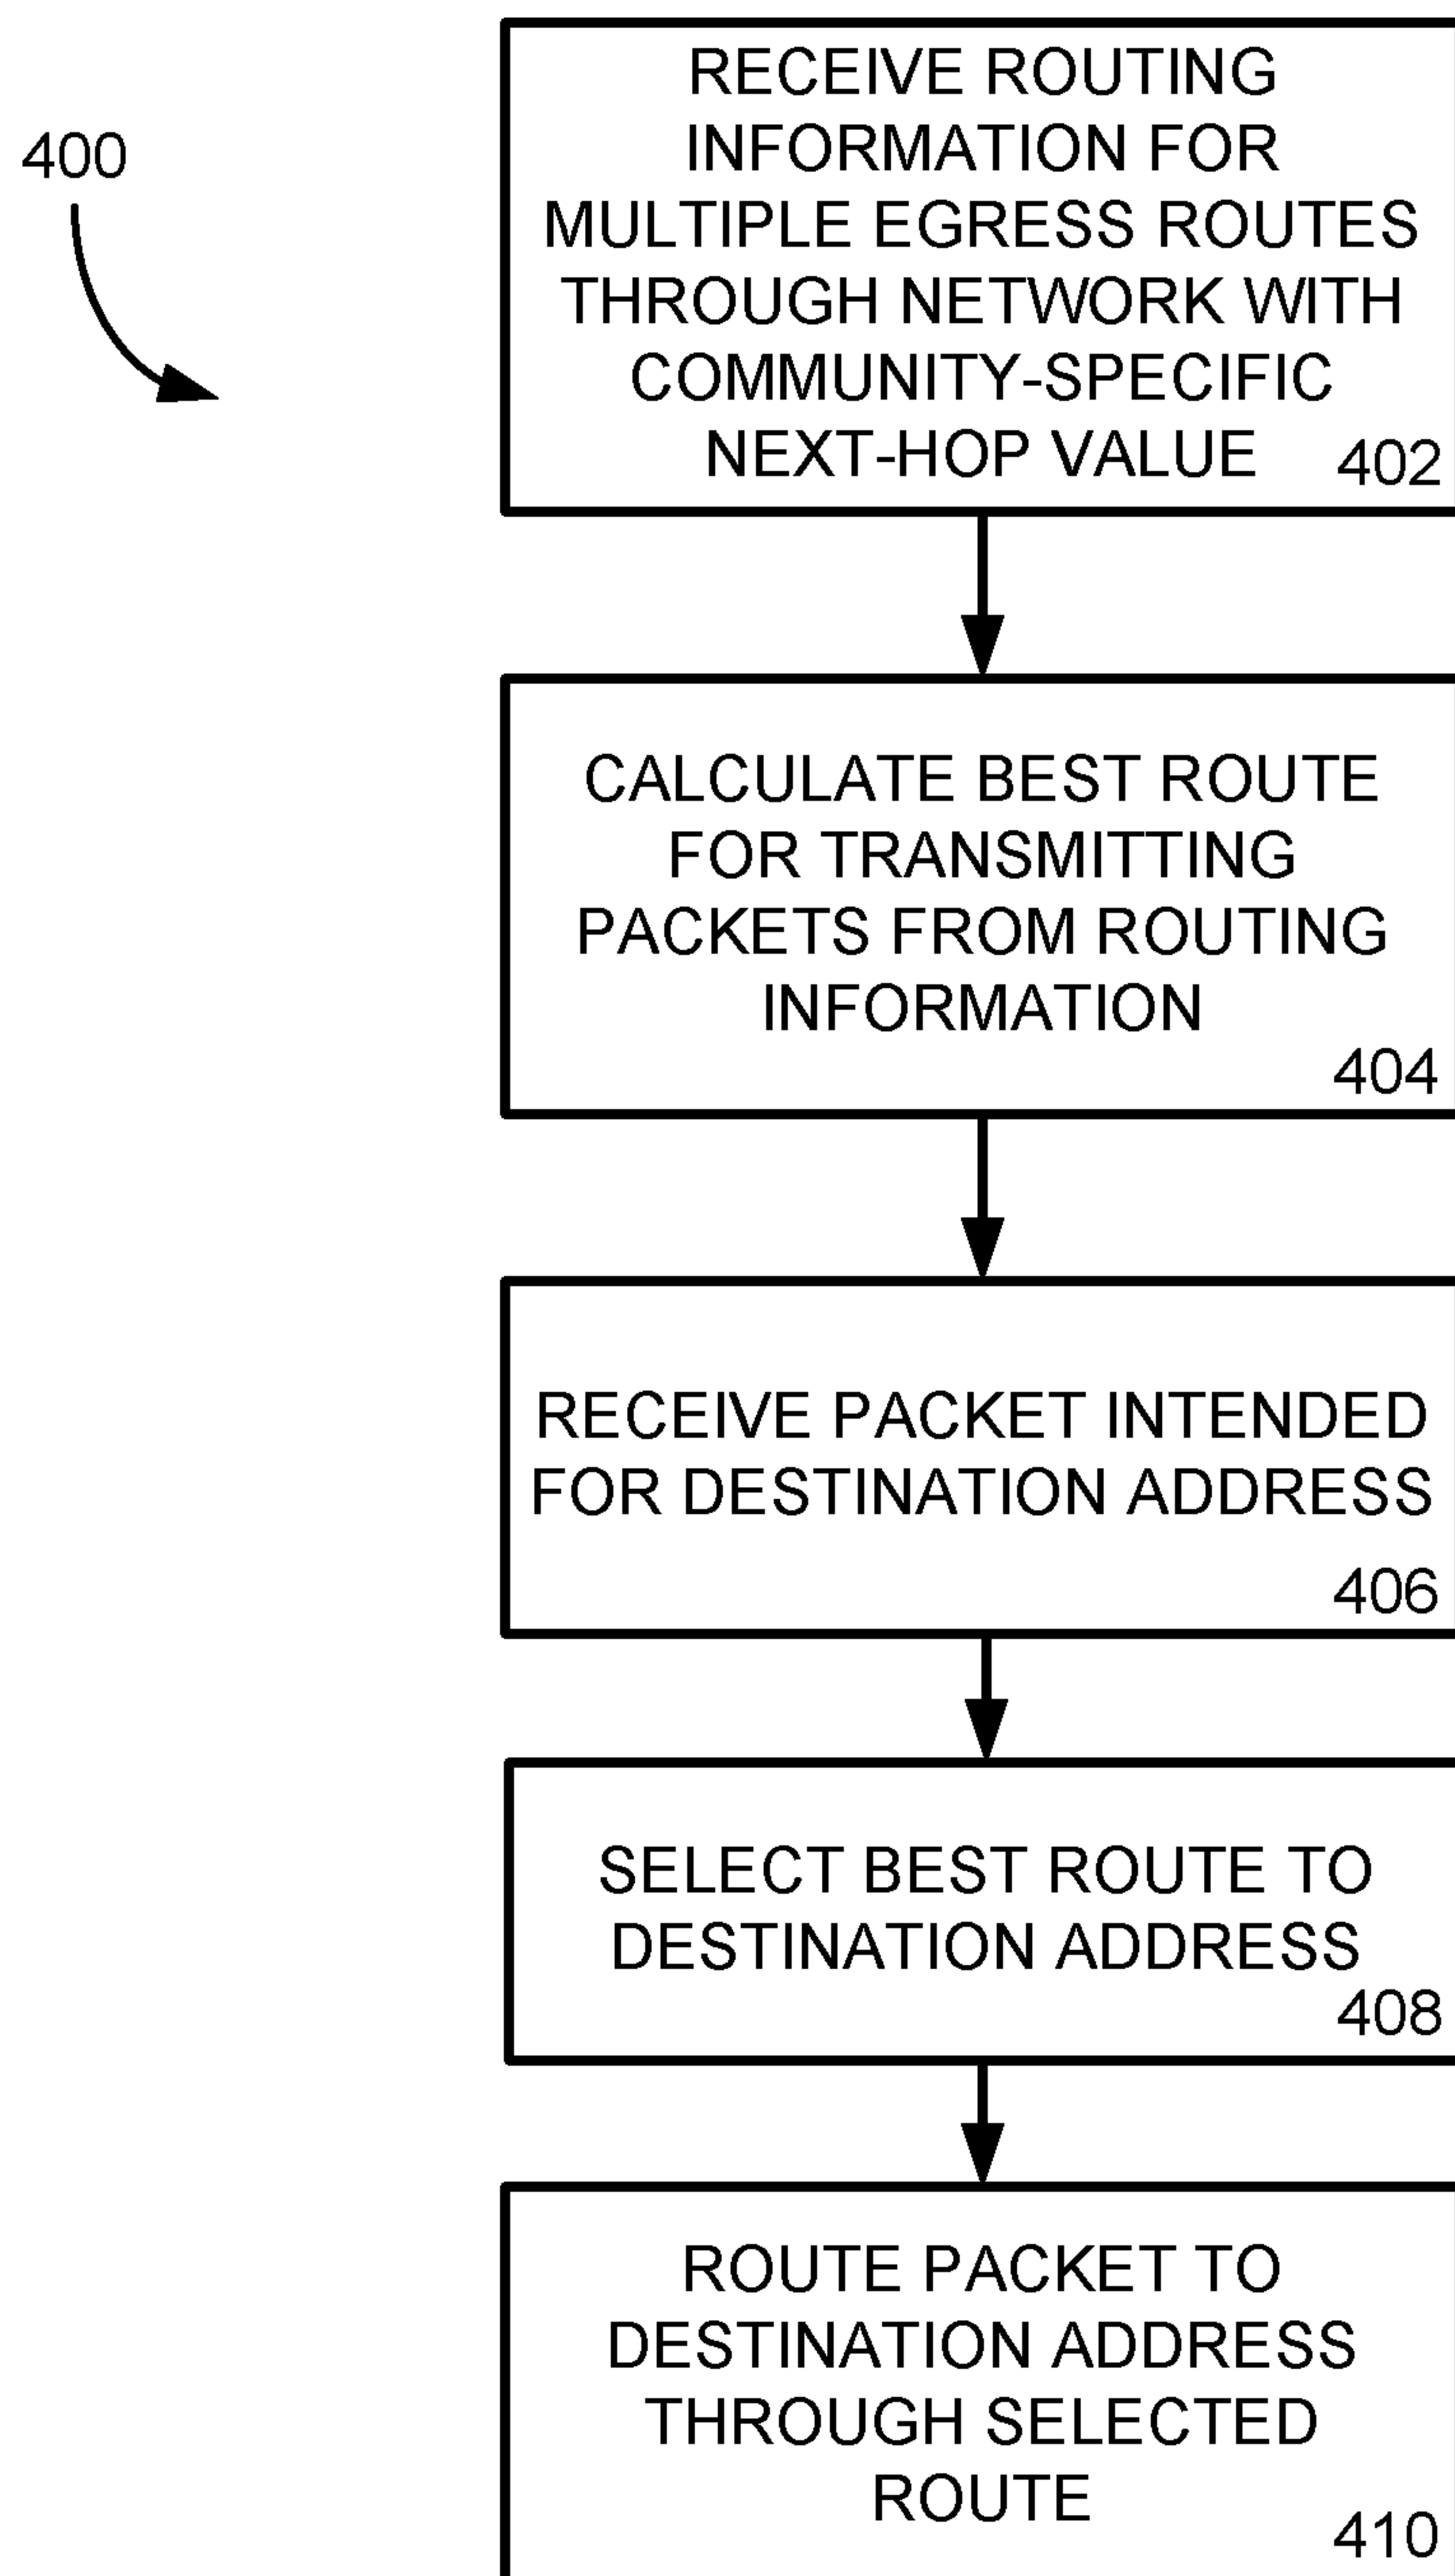 400
RECEIVE ROUTING
INFORMATION FOR
MULTIPLE EGRESS ROUTES
THROUGH NETWORK WITH
COMMUNITY-SPECIFIC
NEXT-HOP VALUE
402
CALCULATE BEST ROUTE
FOR TRANSMITTING
PACKETS FROM ROUTING
INFORMATION
404
RECEIVE PACKET INTENDED
FOR DESTINATION ADDRESS
406
SELECT BEST ROUTE TO
DESTINATION ADDRESS
408
ROUTE PACKET TO
DESTINATION ADDRESS
THROUGH SELECTED
ROUTE
410